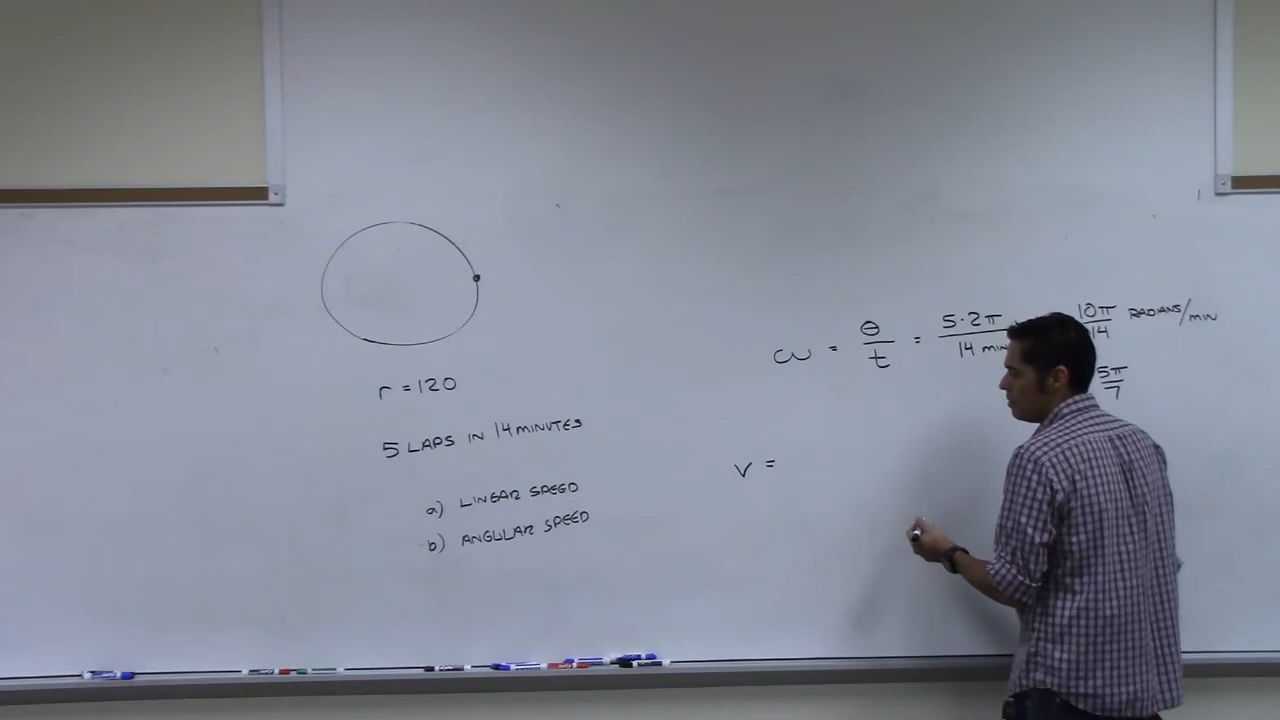 r = 120
5 LAPS IN 14 MINUTES
a) LINEAR SPEED
b) ANGULAR SPEED
ω = θ/t = 5·2π/14 MIN 10π/14 RADIANS/MIN
5π/7
v =